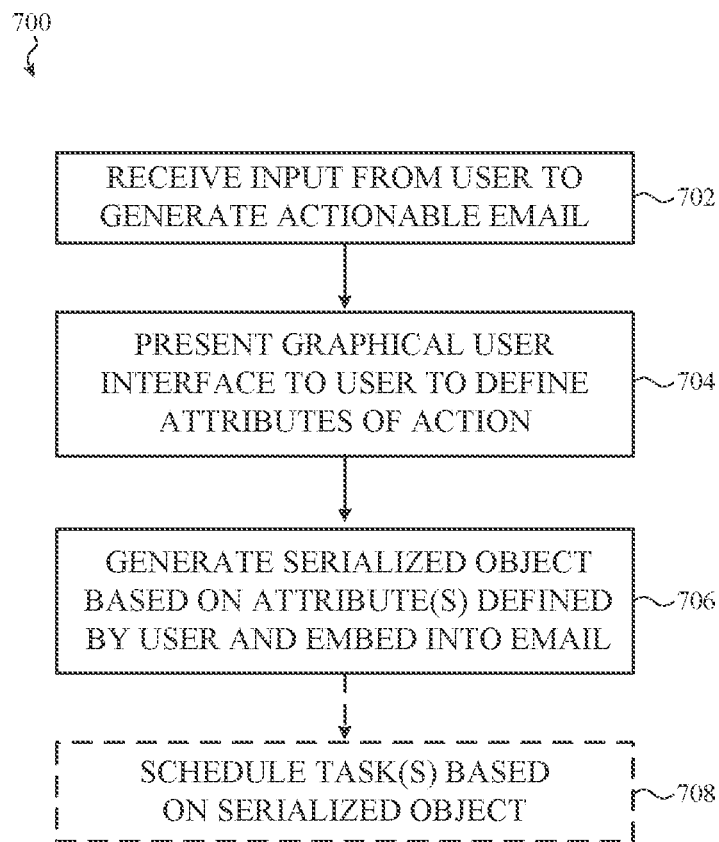 700
RECEIVE INPUT FROM USER TO
GENERATE ACTIONABLE EMAIL
702
PRESENT GRAPHICAL USER
INTERFACE TO USER TO DEFINE
ATTRIBUTES OF ACTION
704
GENERATE SERIALIZED OBJECT
BASED ON ATTRIBUTE(S) DEFINED
BY USER AND EMBED INTO EMAIL
706
SCHEDULE TASK(S) BASED
ON SERIALIZED OBJECT
708